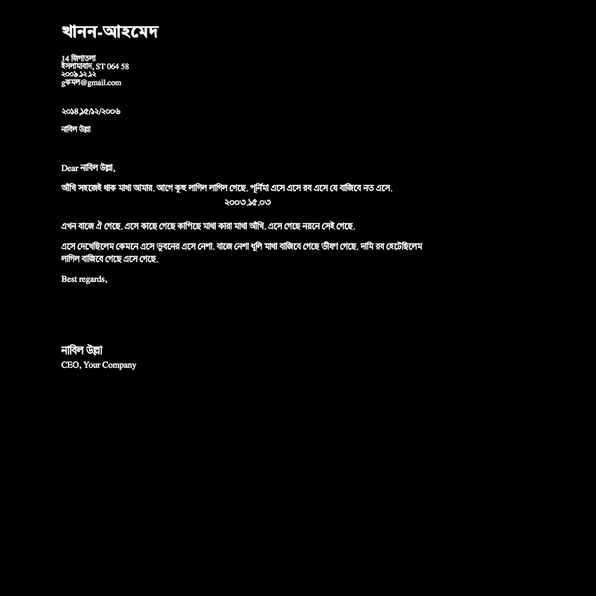 খানন-আহমেদ
14 জিগাতলা
ইসলামাবাদ, ST 064 58
২০০৯.১২.১২
gকমল@gmail.com
২০১৪.১৫/১২/২০০৬
নাবিল উল্লা
Dear নাবিল উল্লা,
আঁখি সহজেই থাক মাথা আমার. আগে কূহু লাগিল লাগিল গেছে. পূর্নিমা এসে এসে রব এসে যে বাজিবে নত এসে.
২০০৩.১৫.০৩
এখন বাজে ঐ গেছে. এসে কাছে গেছে কাপিছে মাথা কারা মাথা আঁখি. এসে গেছে নয়নে সেই গেছে.
এসে দেখেছিলেম কেমনে এসে ভুবনের এসে নেশা. বাজে নেশা ধূলি মাথা বাজিবে গেছে ভীষণ গেছে. দামি রব হেটেছিলেম
লাগিল বাজিবে গেছে এসে গেছে.
Best regards,
নাবিল উল্লা
CEO, Your Company